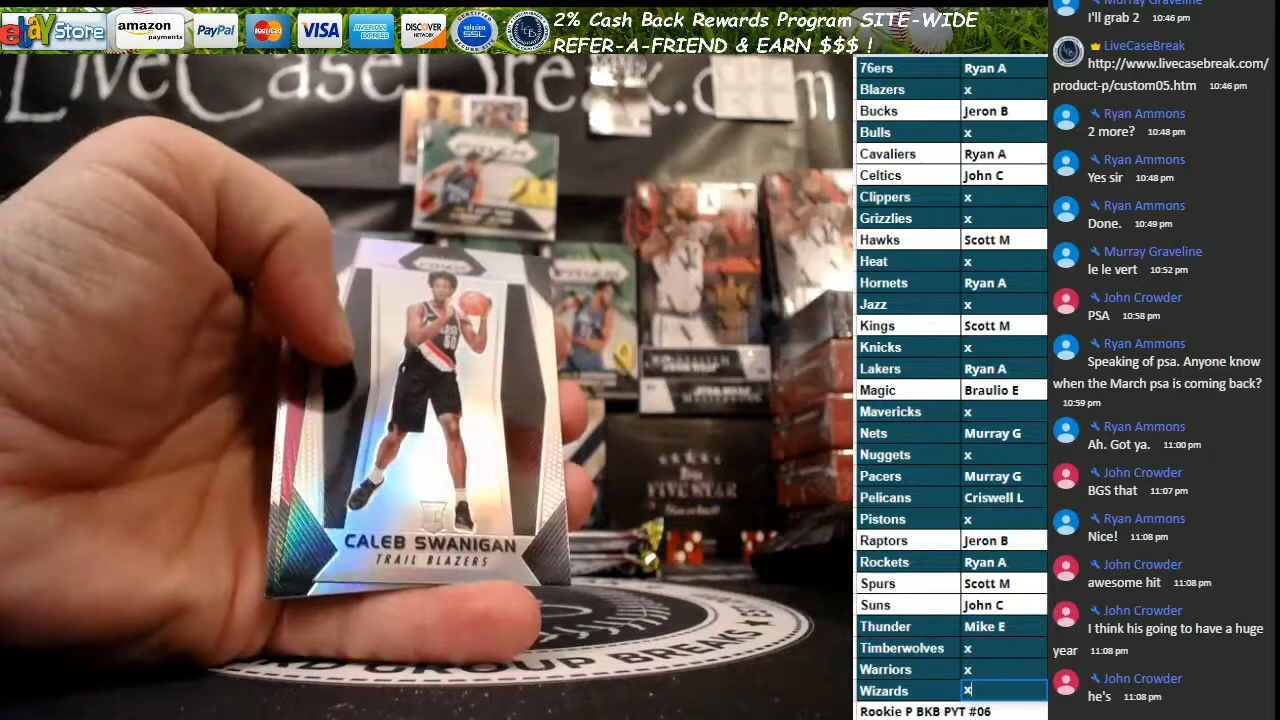 ebay Store
amazon
payments
PayPal
MasterCard
VISA
AMERICAN
EXPRESS
DISCOVER
NETWORK
SSL
2% Cash Back Rewards Program SITE-WIDE
REFER-A-FRIEND & EARN $$$ !
LiveCaseBreak.com
PRIZM
CALEB SWANIGAN
TRAIL BLAZERS
FIVE STAR
GROUP BREAKS
76ers Ryan A
Blazers x
Bucks Jeron B
Bulls x
Cavaliers Ryan A
Celtics John C
Clippers x
Grizzlies x
Hawks Scott M
Heat x
Hornets Ryan A
Jazz x
Kings Scott M
Knicks x
Lakers Ryan A
Magic Braulio E
Mavericks x
Nets Murray G
Nuggets x
Pacers Murray G
Pelicans Criswell L
Pistons x
Raptors Jeron B
Rockets Ryan A
Spurs Scott M
Suns John C
Thunder Mike E
Timberwolves x
Warriors x
Wizards x
Rookie P BKB PYT #06
Murray Graveline
I'll grab 2 10:46 pm
LiveCaseBreak
http://www.livecasebreak.com/
product-p/custom05.htm 10:46 pm
Ryan Ammons
2 more? 10:48 pm
Ryan Ammons
Yes sir 10:48 pm
Ryan Ammons
Done. 10:49 pm
Murray Graveline
le le vert 10:52 pm
John Crowder
PSA 10:58 pm
Ryan Ammons
Speaking of psa. Anyone know
when the March psa is coming back?
10:59 pm
Ryan Ammons
Ah. Got ya. 11:00 pm
John Crowder
BGS that 11:07 pm
Ryan Ammons
Nice! 11:08 pm
John Crowder
awesome hit 11:08 pm
John Crowder
I think his going to have a huge
year 11:08 pm
John Crowder
he's 11:08 pm